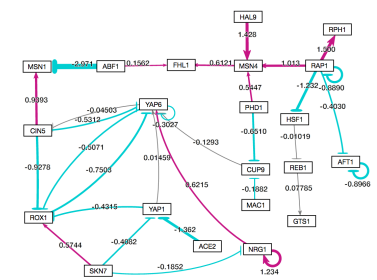 HAL9
RPH1
1.428
1.500
MSN1
-2.971
ABF1
0.1562
FHL1
0.6121
MSN4
1.013
RAP1
-1.232
-0.8890
0.9393
0.5447
-0.04503
YAP6
PHD1
-0.4030
CIN5
-0.5312
-0.3027
HSF1
-0.5071
-0.1293
-0.6510
-0.01019
-0.9278
-0.7503
0.01459
CUP9
REB1
AFT1
0.6215
-0.1882
0.07785
-0.8966
-0.4315
YAP1
MAC1
ROX1
GTS1
-1.362
0.5744
-0.4082
ACE2
NRG1
SKN7
-0.1852
1.234